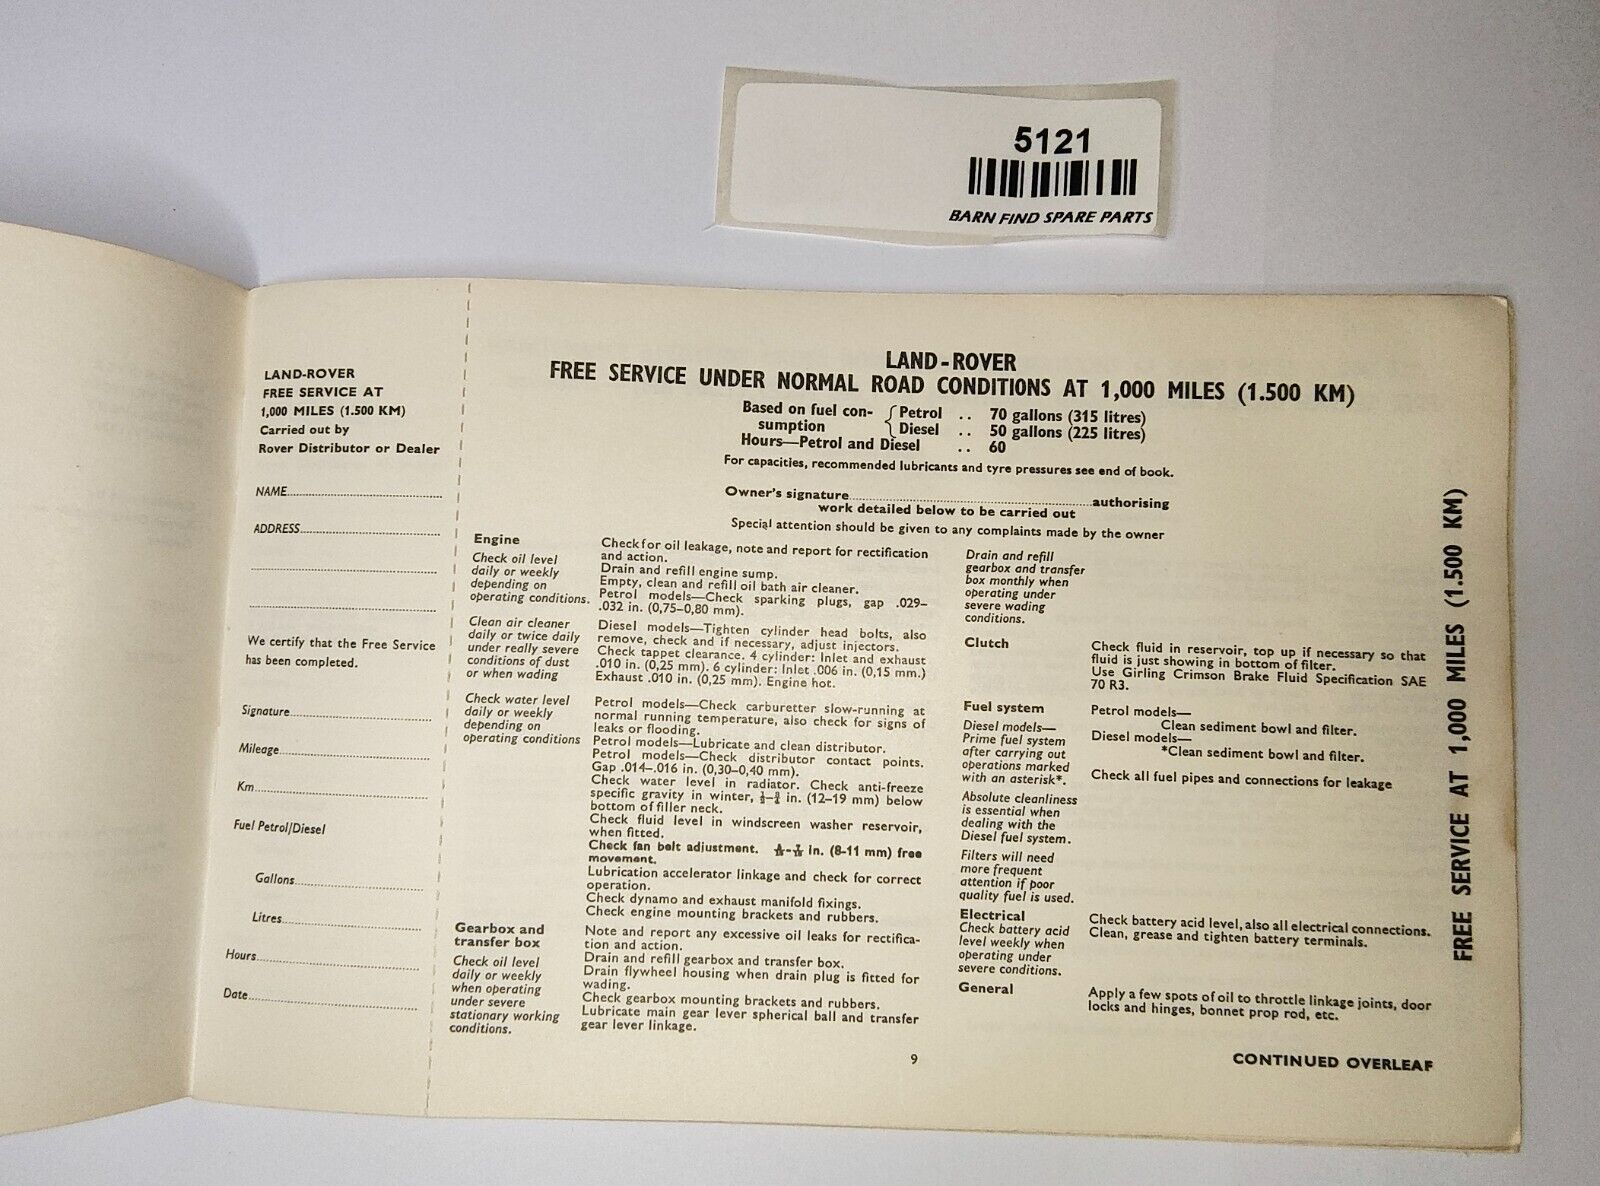 5121
BARN FIND SPARE PARTS
LAND-ROVER
FREE SERVICE AT
1,000 MILES (1.500 KM)
Carried out by
Rover Distributor or Dealer
NAME
ADDRESS
We certify that the Free Service
has been completed.
Signature
Mileage
Km
Fuel Petrol/Diesel
Gallons
Litres
Hours
Date
LAND-ROVER
FREE SERVICE UNDER NORMAL ROAD CONDITIONS AT 1,000 MILES (1.500 KM)
Based on fuel con- { Petrol .. 70 gallons (315 litres)
sumption { Diesel .. 50 gallons (225 litres)
Hours—Petrol and Diesel .. 60
For capacities, recommended lubricants and tyre pressures see end of book.
Owner's signature authorising
work detailed below to be carried out
Special attention should be given to any complaints made by the owner
Engine
Check oil level
daily or weekly
depending on
operating conditions.
Clean air cleaner
daily or twice daily
under really severe
conditions of dust
or when wading
Check water level
daily or weekly
depending on
operating conditions
Check for oil leakage, note and report for rectification
and action.
Drain and refill engine sump.
Empty, clean and refill oil bath air cleaner.
Petrol models—Check sparking plugs, gap .029–
.032 in. (0,75–0,80 mm).
Diesel models—Tighten cylinder head bolts, also
remove, check and if necessary, adjust injectors.
Check tappet clearance. 4 cylinder: Inlet and exhaust
.010 in. (0,25 mm). 6 cylinder: Inlet .006 in. (0,15 mm.)
Exhaust .010 in. (0,25 mm). Engine hot.
Petrol models—Check carburetter slow-running at
normal running temperature, also check for signs of
leaks or flooding.
Petrol models—Lubricate and clean distributor.
Petrol models—Check distributor contact points.
Gap .014–.016 in. (0,30–0,40 mm).
Check water level in radiator. Check anti-freeze
specific gravity in winter, in. (12–19 mm) below
bottom of filler neck.
Check fluid level in windscreen washer reservoir,
when fitted.
Check fan belt adjustment. in. (8-11 mm) free
movement.
Lubrication accelerator linkage and check for correct
operation.
Check dynamo and exhaust manifold fixings.
Check engine mounting brackets and rubbers.
Gearbox and
transfer box
Check oil level
daily or weekly
when operating
under severe
stationary working
conditions.
Note and report any excessive oil leaks for rectifica-
tion and action.
Drain and refill gearbox and transfer box.
Drain flywheel housing when drain plug is fitted for
wading.
Check gearbox mounting brackets and rubbers.
Lubricate main gear lever spherical ball and transfer
gear lever linkage.
Drain and refill
gearbox and transfer
box monthly when
operating under
severe wading
conditions.
Clutch
Check fluid in reservoir, top up if necessary so that
fluid is just showing in bottom of filter.
Use Girling Crimson Brake Fluid Specification SAE
70 R3.
Fuel system
Diesel models—
Prime fuel system
after carrying out
operations marked
with an asterisk*.
Absolute cleanliness
is essential when
dealing with the
Diesel fuel system.
Filters will need
more frequent
attention if poor
quality fuel is used.
Petrol models—
Clean sediment bowl and filter.
Diesel models—
*Clean sediment bowl and filter.
Check all fuel pipes and connections for leakage
Electrical
Check battery acid
level weekly when
operating under
severe conditions.
Check battery acid level, also all electrical connections.
Clean, grease and tighten battery terminals.
General
Apply a few spots of oil to throttle linkage joints, door
locks and hinges, bonnet prop rod, etc.
9
CONTINUED OVERLEAF
FREE SERVICE AT 1,000 MILES (1.500 KM)